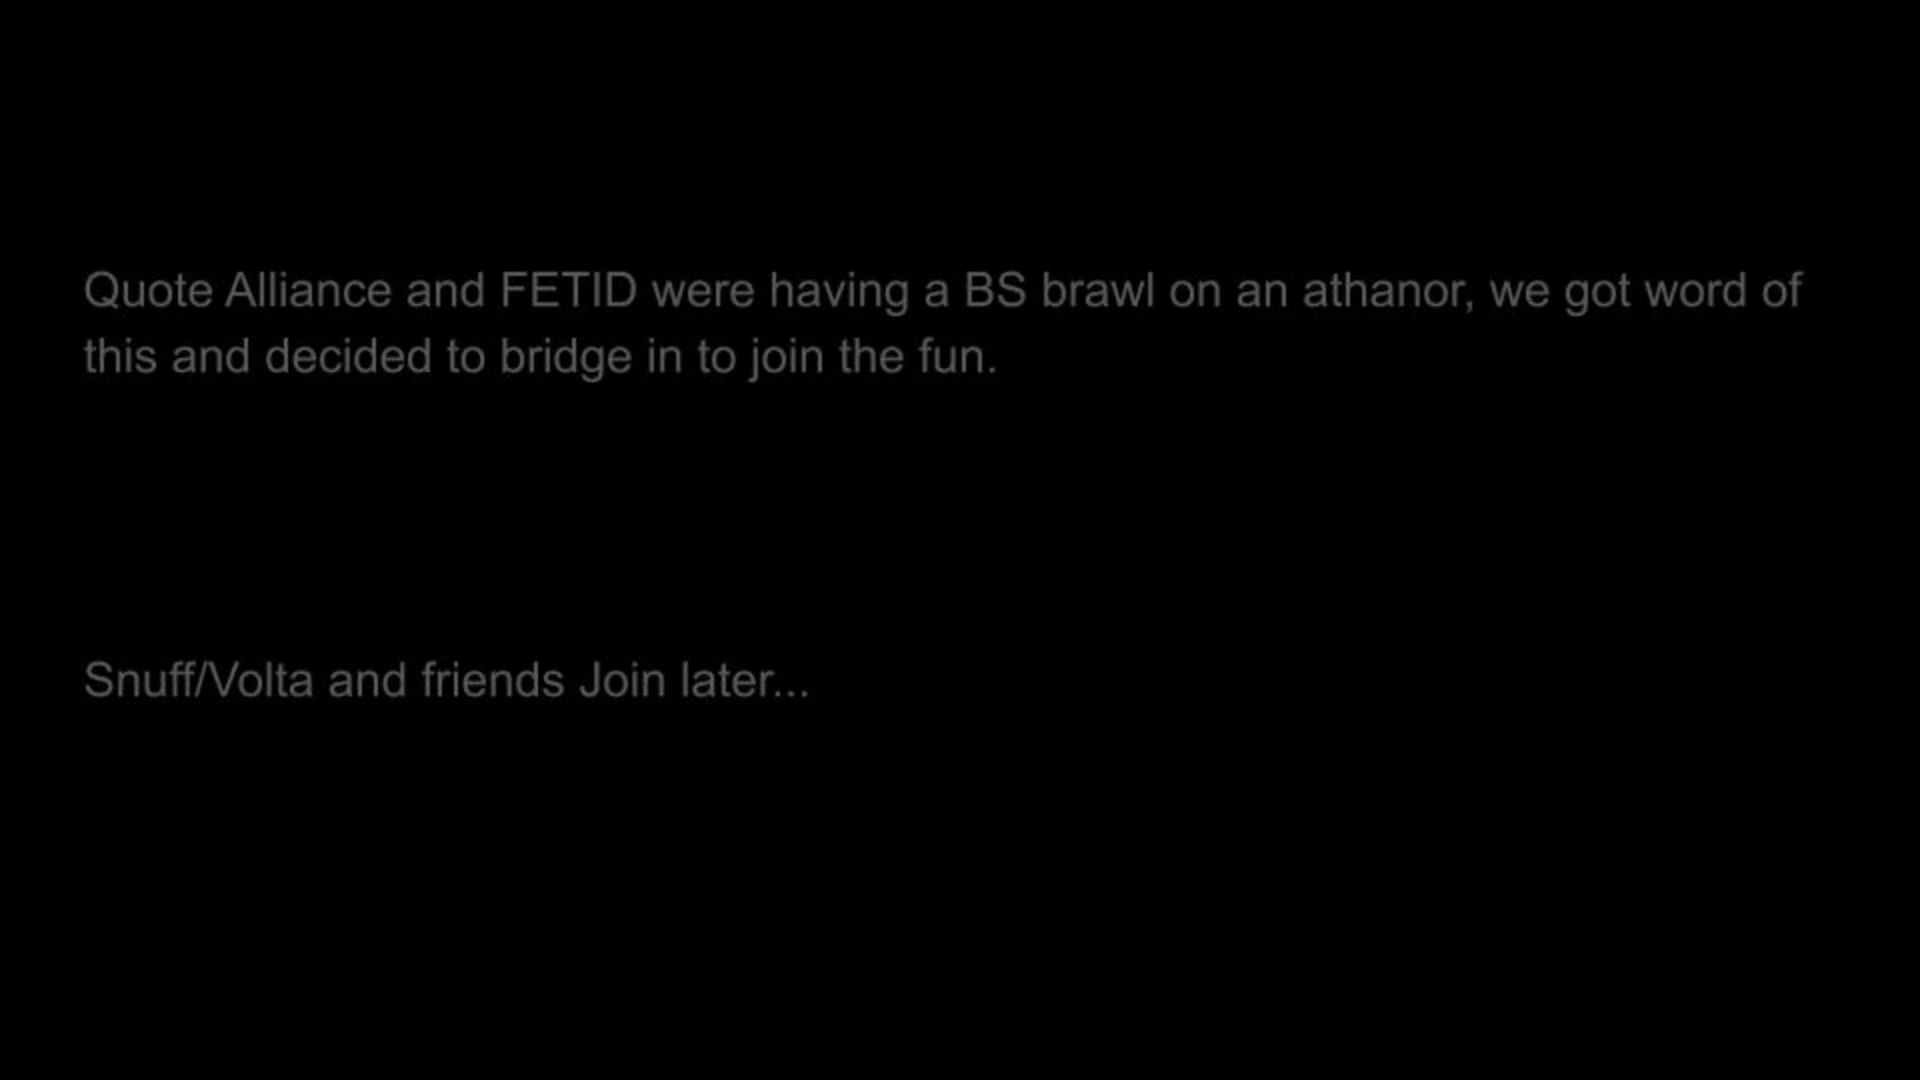 Quote Alliance and FETID were having a BS brawl on an athanor, we got word of
this and decided to bridge in to join the fun.
Snuff/Volta and friends Join later...